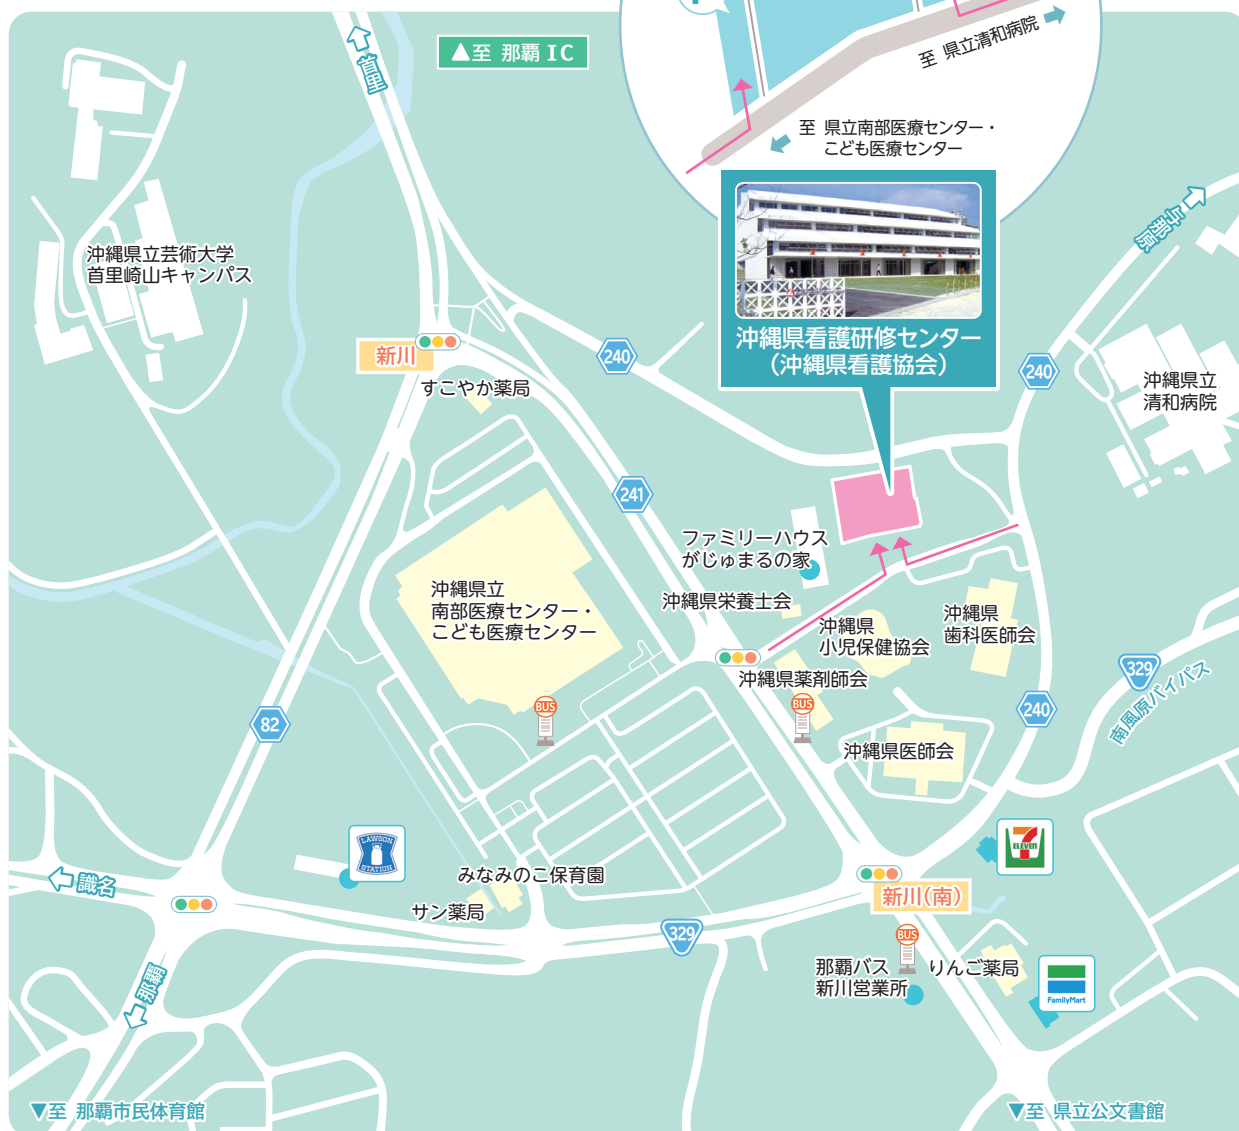 ▲至 那覇 IC
至 県立清和病院
至 県立南部医療センター・
こども医療センター
首里
与那原
沖縄県立芸術大学
首里崎山キャンパス
沖縄県看護研修センター
(沖縄県看護協会)
新川
240
240
すこやか薬局
沖縄県立
清和病院
241
ファミリーハウス
がじゅまるの家
沖縄県立
南部医療センター・
こども医療センター
沖縄県栄養士会
沖縄県
小児保健協会
沖縄県
歯科医師会
沖縄県薬剤師会
329
南風原バイパス
BUS
BUS
82
240
沖縄県医師会
LAWSON
STATION
7
ELEVEN
みなみのこ保育園
識名
サン薬局
新川(南)
329
BUS
那覇バス
新川営業所
りんご薬局
FamilyMart
那覇
▼至 那覇市民体育館
▼至 県立公文書館